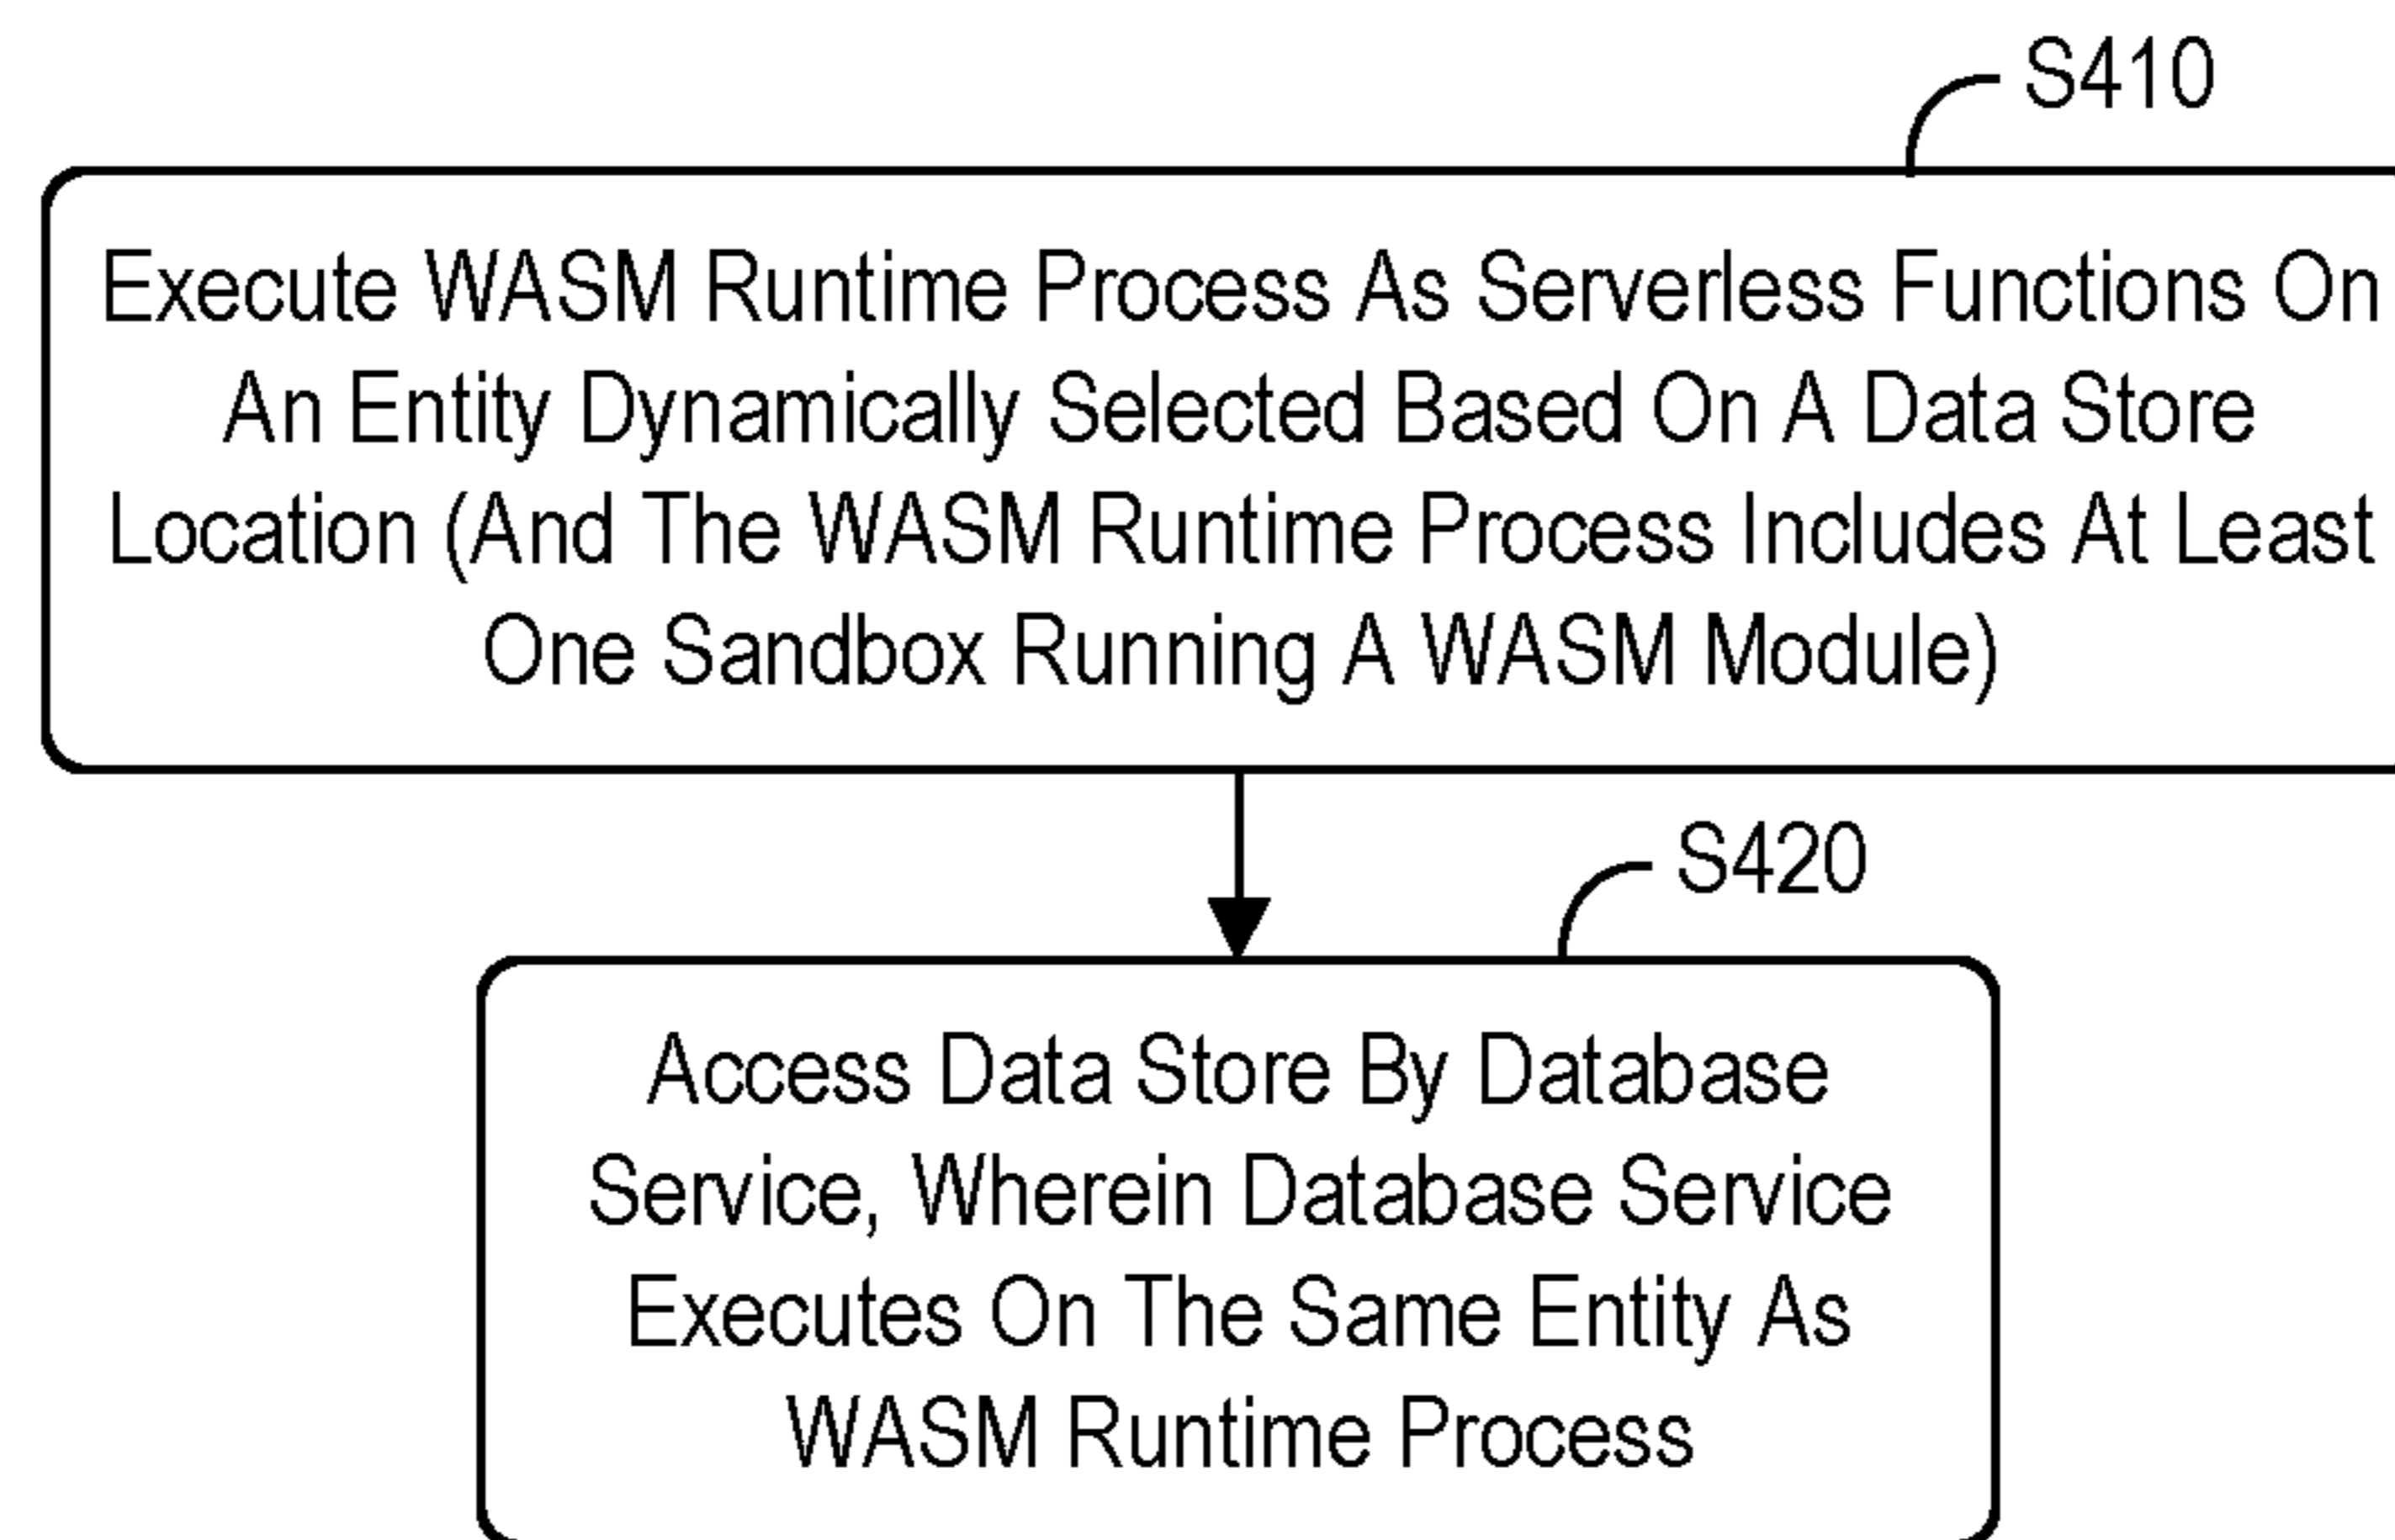 S410
Execute WASM Runtime Process As Serverless Functions On
An Entity Dynamically Selected Based On A Data Store
Location (And The WASM Runtime Process Includes At Least
One Sandbox Running A WASM Module)
S420
Access Data Store By Database
Service, Wherein Database Service
Executes On The Same Entity As
WASM Runtime Process